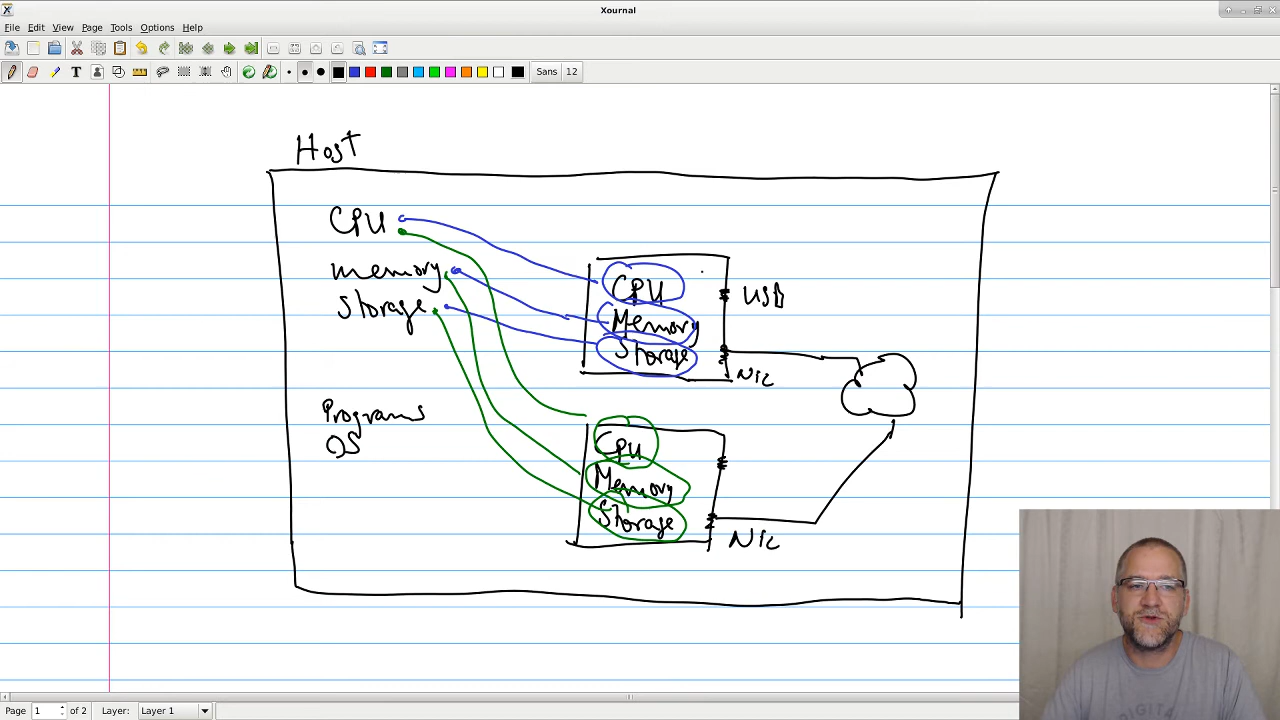 Xournal
File Edit View Page Tools Options Help
Sans 12
Host
CPU
Memory
Storage
Programs
OS
CPU
Memory
Storage
USB
NIC
CPU
Memory
Storage
NIC
DIGITAL
Page 1 of 2 Layer: Layer 1